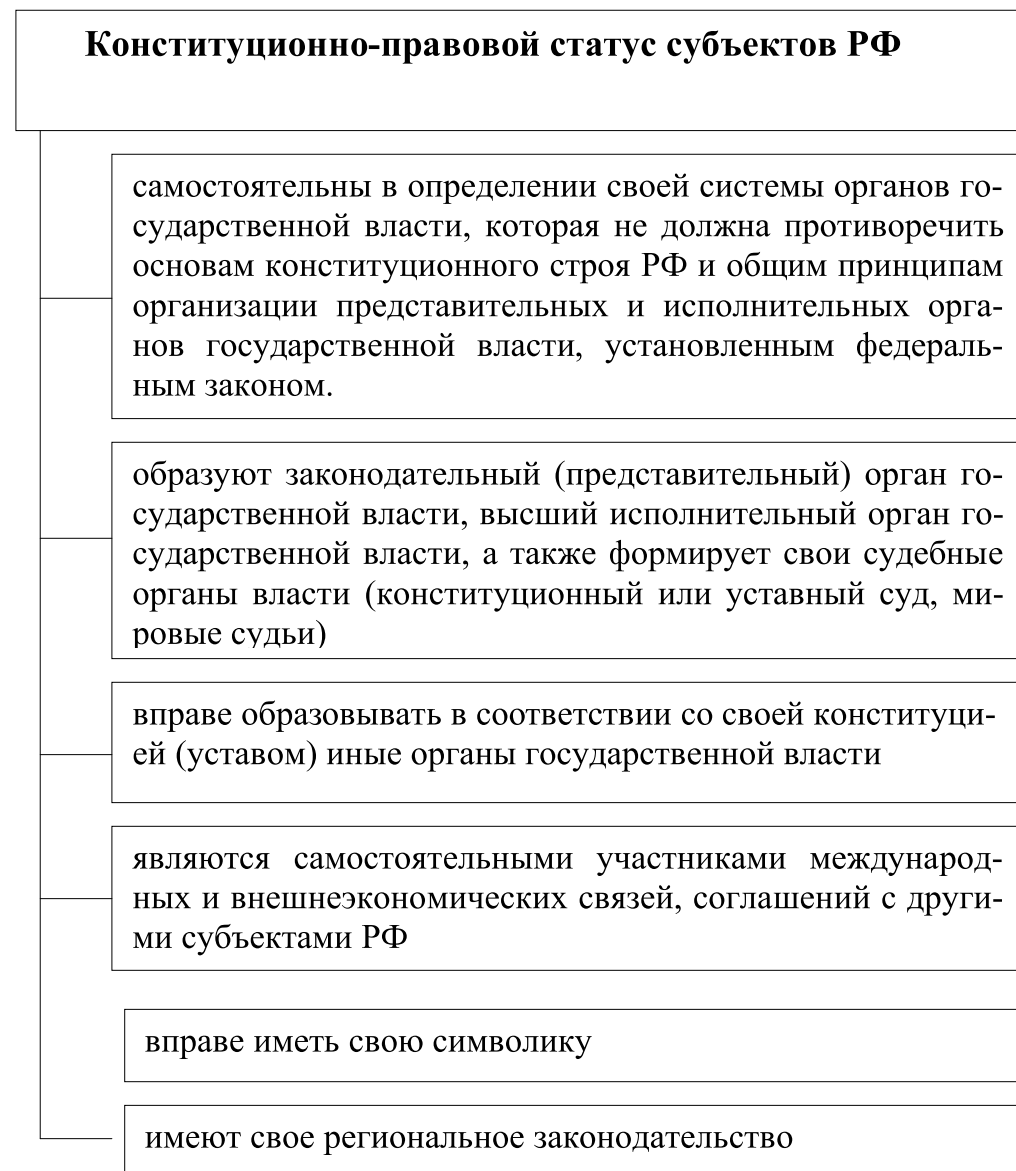 Конституционно-правовой статус субъектов РФ
самостоятельны в определении своей системы органов го-
сударственной власти, которая не должна противоречить
основам конституционного строя РФ и общим принципам
организации представительных и исполнительных орга-
нов государственной власти, установленным федераль-
ным законом.
образуют законодательный (представительный) орган го-
сударственной власти, высший исполнительный орган го-
сударственной власти, а также формирует свои судебные
органы власти (конституционный или уставный суд, ми-
ровые судьи)
вправе образовывать в соответствии со своей конституци-
ей (уставом) иные органы государственной власти
являются самостоятельными участниками международ-
ных и внешнеэкономических связей, соглашений с други-
ми субъектами РФ
вправе иметь свою символику
имеют свое региональное законодательство